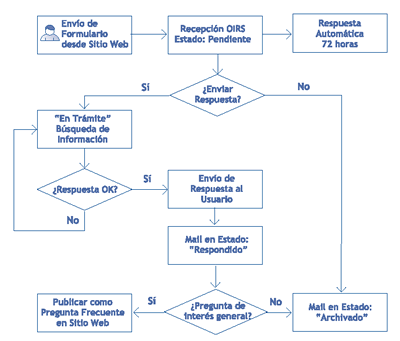 Envío de
Formulario
desde Sitio Web
Recepción OIRS
Estado: Pendiente
Respuesta
Automática
72 horas
Sí
¿Enviar
Respuesta?
No
"En Trámite"
Búsqueda de
Información
¿Respuesta OK?
Sí
Envío de
Respuesta al
Usuario
No
Mail en Estado:
"Respondido"
Publicar como
Pregunta Frecuente
en Sitio Web
Sí
¿Pregunta de
interés general?
No
Mail en Estado:
"Archivado"